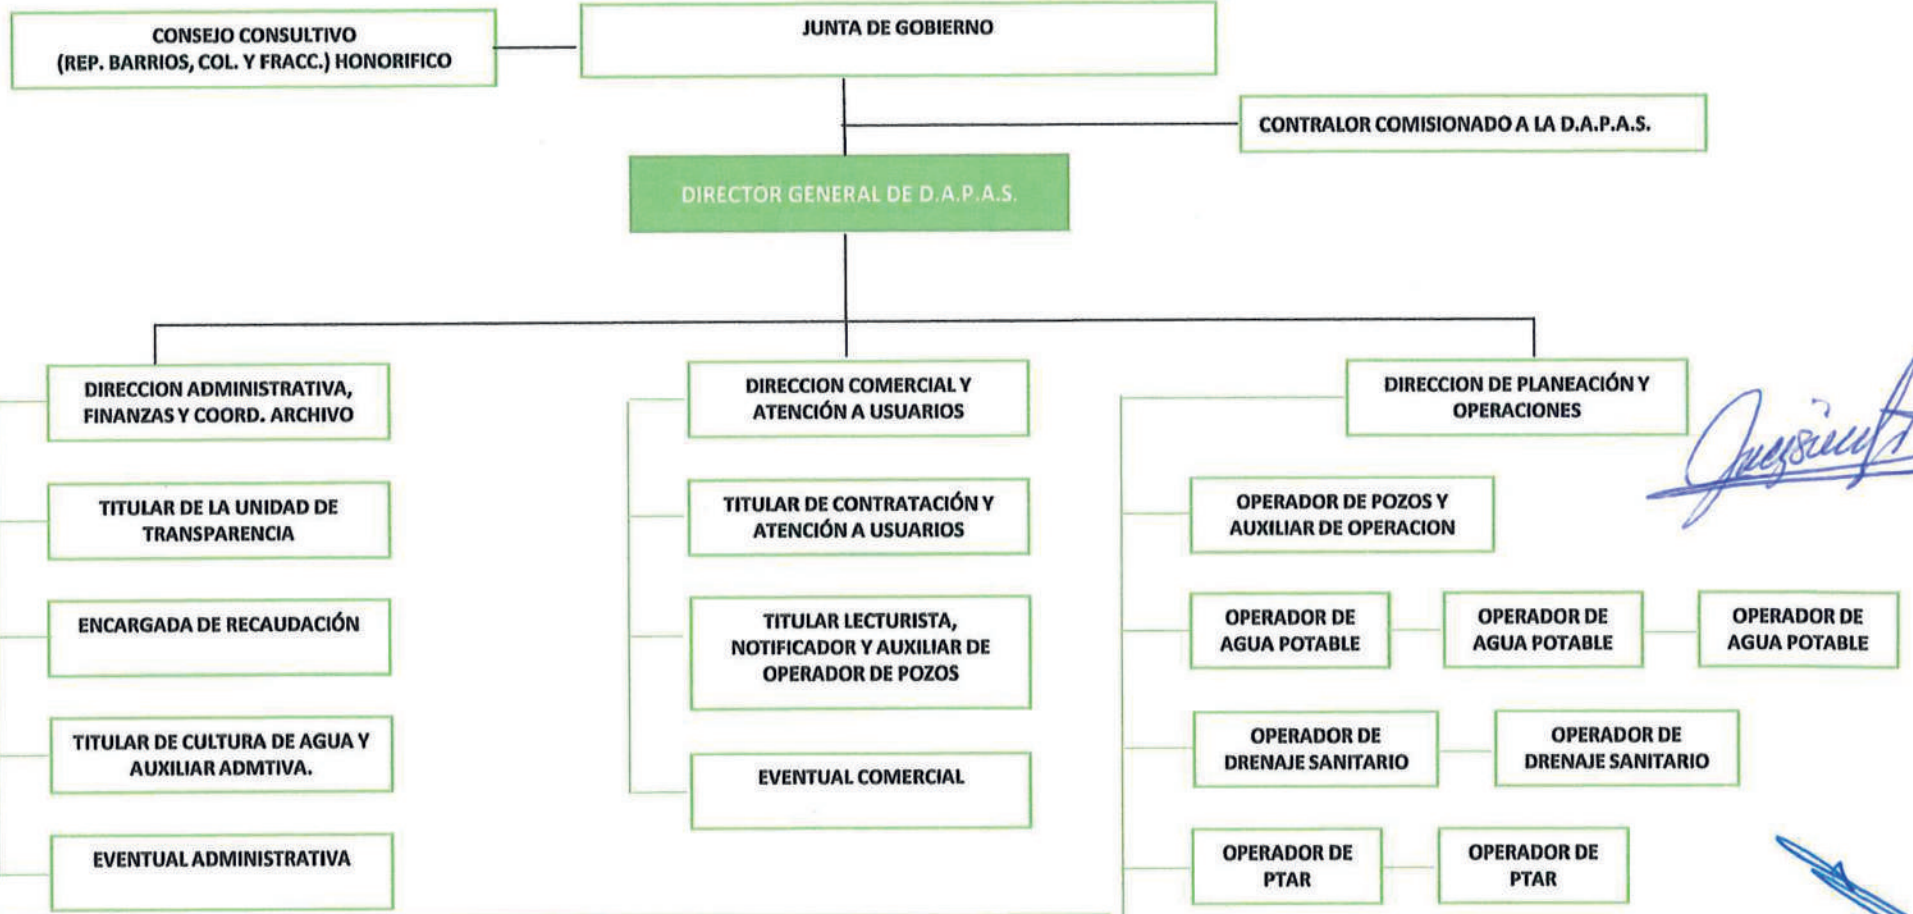 CONSEJO CONSULTIVO
(REP. BARRIOS, COL. Y FRACC.) HONORIFICO
JUNTA DE GOBIERNO
CONTRALOR COMISIONADO A LA D.A.P.A.S.
DIRECTOR GENERAL DE D.A.P.A.S.
DIRECCION ADMINISTRATIVA,
FINANZAS Y COORD. ARCHIVO
TITULAR DE LA UNIDAD DE
TRANSPARENCIA
ENCARGADA DE RECAUDACIÓN
TITULAR DE CULTURA DE AGUA Y
AUXILIAR ADMTIVA.
EVENTUAL ADMINISTRATIVA
DIRECCION COMERCIAL Y
ATENCIÓN A USUARIOS
TITULAR DE CONTRATACIÓN Y
ATENCIÓN A USUARIOS
TITULAR LECTURISTA,
NOTIFICADOR Y AUXILIAR DE
OPERADOR DE POZOS
EVENTUAL COMERCIAL
DIRECCION DE PLANEACIÓN Y
OPERACIONES
OPERADOR DE POZOS Y
AUXILIAR DE OPERACION
OPERADOR DE
AGUA POTABLE
OPERADOR DE
AGUA POTABLE
OPERADOR DE
AGUA POTABLE
OPERADOR DE
DRENAJE SANITARIO
OPERADOR DE
DRENAJE SANITARIO
OPERADOR DE
PTAR
OPERADOR DE
PTAR